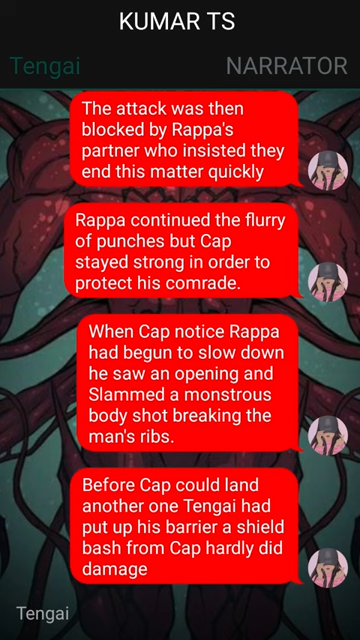 KUMAR TS
Tengai NARRATOR
The attack was then
blocked by Rappa's
partner who insisted they
end this matter quickly
Rappa continued the flurry
of punches but Cap
stayed strong in order to
protect his comrade.
When Cap notice Rappa
had begun to slow down
he saw an opening and
Slammed a monstrous
body shot breaking the
man's ribs.
Before Cap could land
another one Tengai had
put up his barrier a shield
bash from Cap hardly did
damage
Tengai